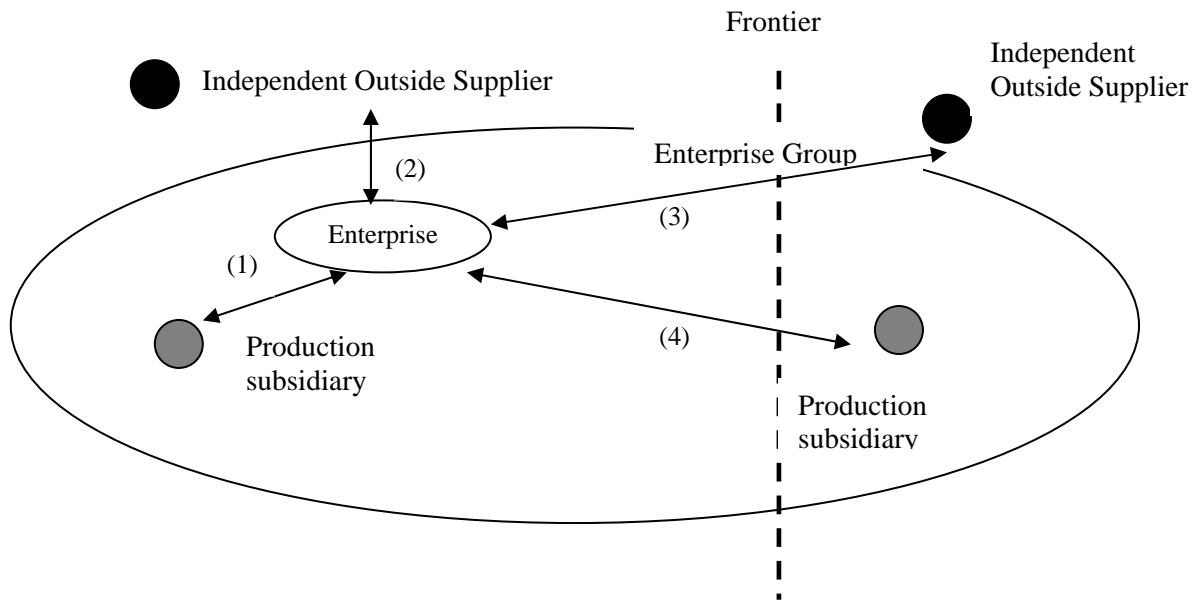 Frontier
Independent
Outside Supplier
Independent Outside Supplier
Enterprise Group
(2)
(3)
Enterprise
(1)
(4)
Production
subsidiary
Production
subsidiary